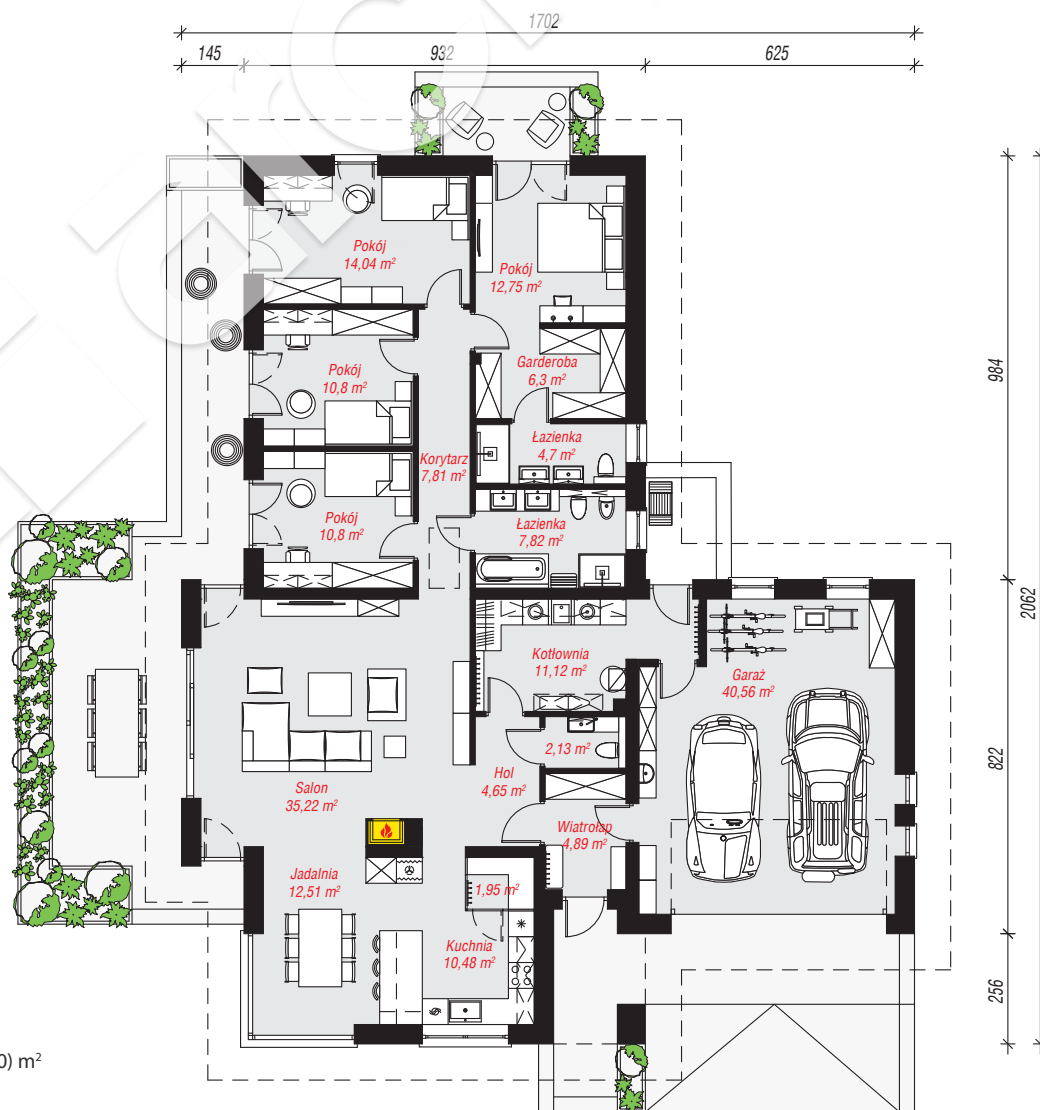 1702
145
932
625
Pokój
14,04 m²
Pokój
12,75 m²
984
Pokój
10,8 m²
Garderoba
6,3 m²
Łazienka
4,7 m²
Korytarz
7,81 m²
Pokój
10,8 m²
Łazienka
7,82 m²
2062
Kotłownia
11,12 m²
Garaż
40,56 m²
2,13 m²
Hol
4,65 m²
822
Salon
35,22 m²
Wiatrołap
4,89 m²
Jadalnia
12,51 m²
1,95 m²
Kuchnia
10,48 m²
256
0) m²